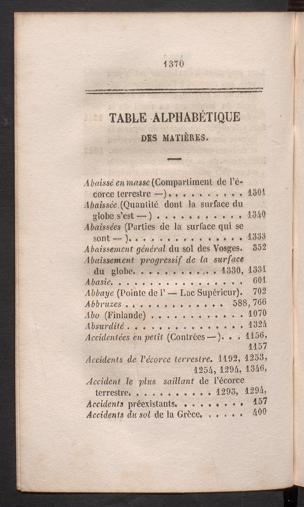 1370
TABLE ALPHABÉTIQUE
DES MATIÈRES.
Abaissé en masse (Compartiment de l'é-
corce terrestre —). . . . . . . . . . 1301
Abaissée (Quantité dont la surface du
globe s'est —) . . . . . . . . . . . 1340
Abaissées (Parties de la surface qui se
sont —). . . . . . . . . . . . . . . 1333
Abaissement général du sol des Vosges. 352
Abaissement progressif de la surface
du globe. . . . . . . . . . . 1330, 1331
Abasie. . . . . . . . . . . . . . . . 601
Abbaye (Pointe de l' — Lac Supérieur). 702
Abbruzes . . . . . . . . . . . . 588, 766
Abo (Finlande) . . . . . . . . . . . 1070
Absurdité . . . . . . . . . . . . . . 1324
Accidentées en petit (Contrées —). . . 1156,
1157
Accidents de l'écorce terrestre. 1192, 1253,
1254, 1294, 1346,
Accident le plus saillant de l'écorce
terrestre. . . . . . . . . . 1293, 1294,
Accidents préexistants. . . . . . . . . 157
Accidents du sol de la Grèce. . . . . . 400